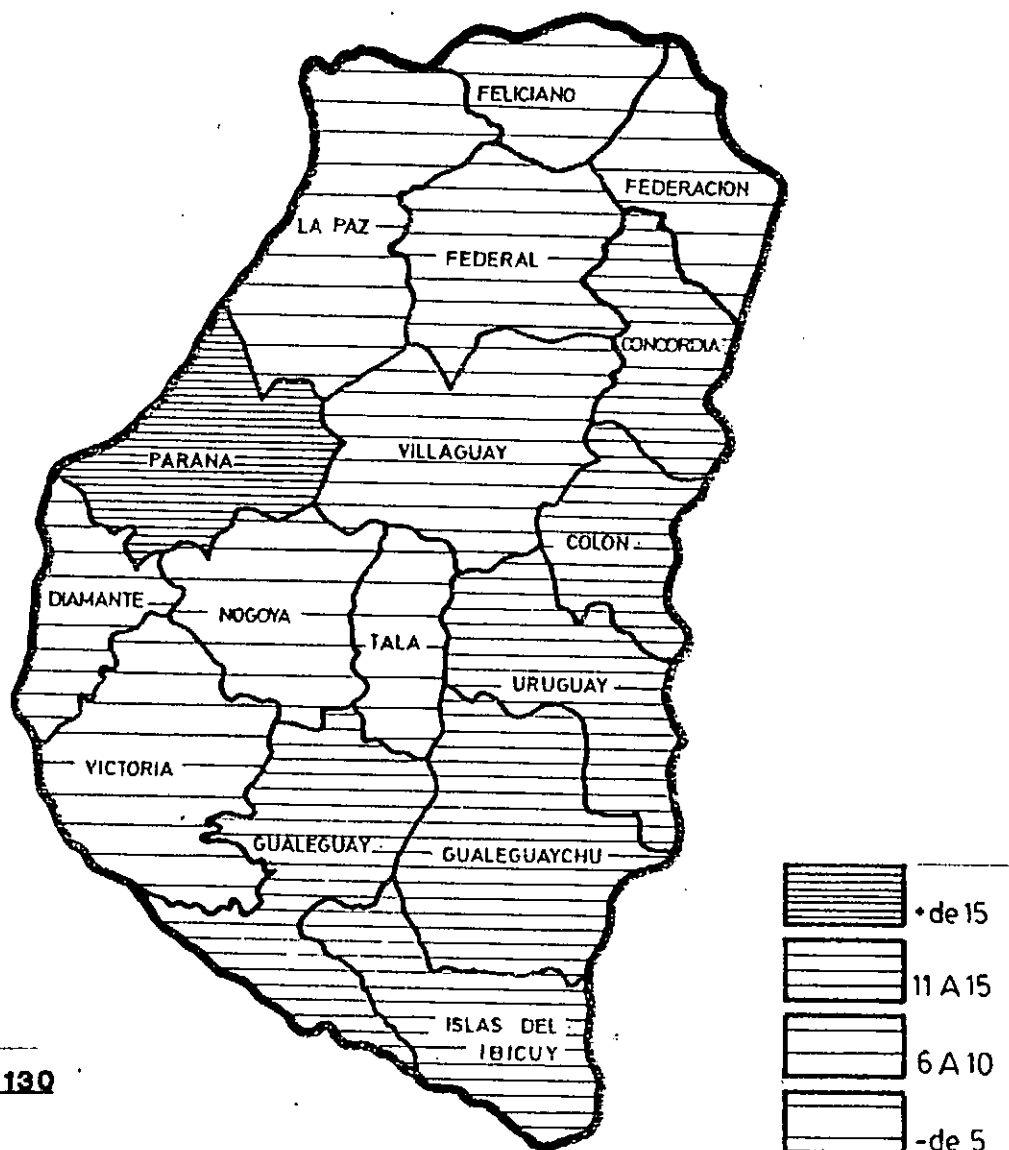 FELICIANO
FEDERACION
LA PAZ
FEDERAL
CONCORDIA
PARANA
VILLAGUAY
COLON
DIAMANTE
NOGOYA
TALA
URUGUAY
VICTORIA
GUALEGUAY
GUALEGUAYCHU
+de 15
11 A 15
ISLAS DEL
IBICUY
6 A 10
130
-de 5